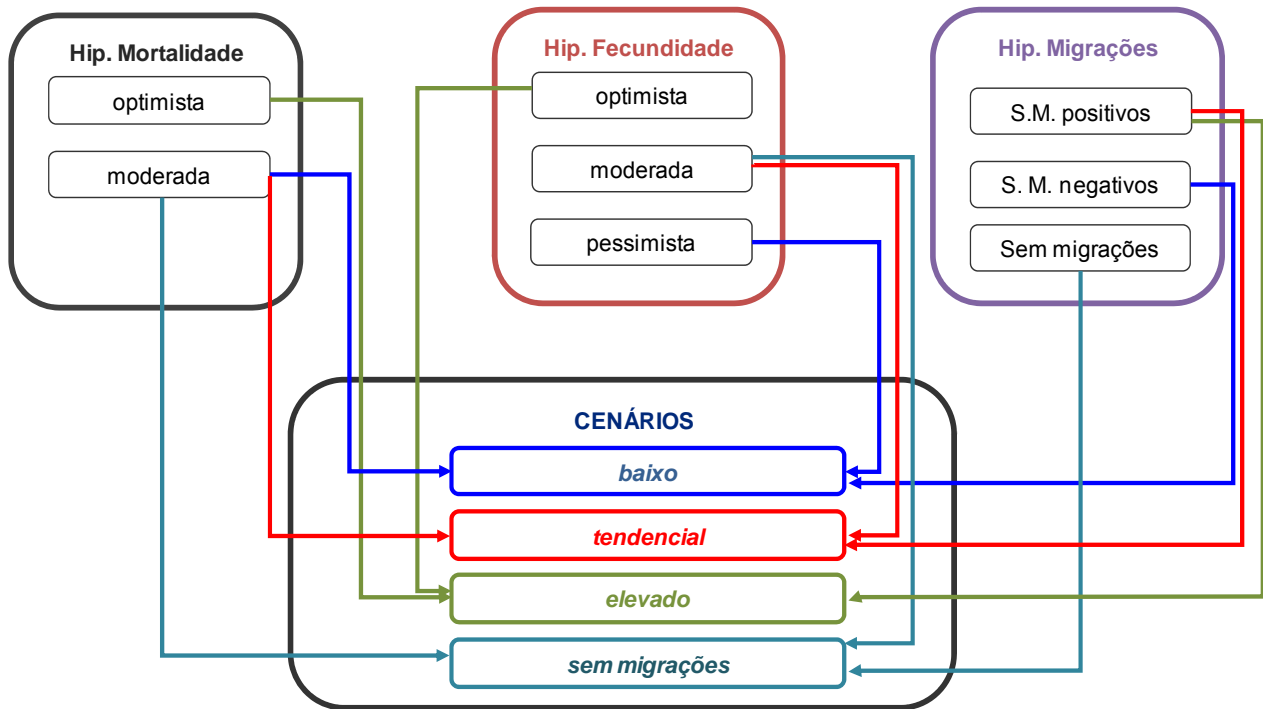 Hip. Mortalidade
optimista
moderada
Hip. Fecundidade
optimista
moderada
pessimista
Hip. Migrações
S.M. positivos
S. M. negativos
Sem migrações
CENÁRIOS
baixo
tendencial
elevado
sem migrações